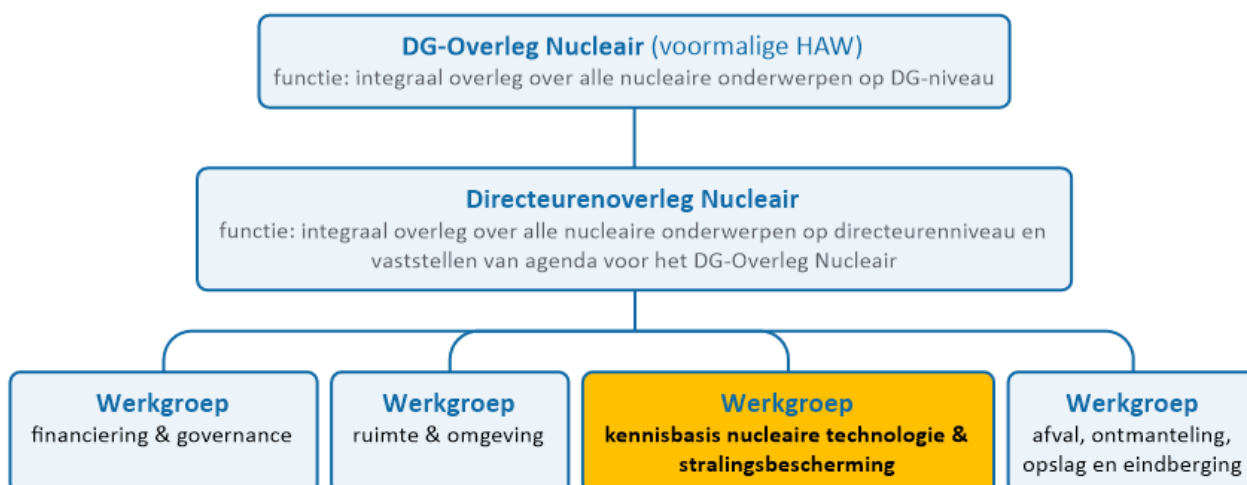 DG-Overleg Nucleair (voormalige HAW)
functie: integraal overleg over alle nucleaire onderwerpen op DG-niveau
Directeurenoverleg Nucleair
functie: integraal overleg over alle nucleaire onderwerpen op directeurenniveau en
vaststellen van agenda voor het DG-Overleg Nucleair
Werkgroep
financiering & governance
Werkgroep
ruimte & omgeving
Werkgroep
kennisbasis nucleaire technologie &
stralingsbescherming
Werkgroep
afval, ontmanteling,
opslag en eindberging